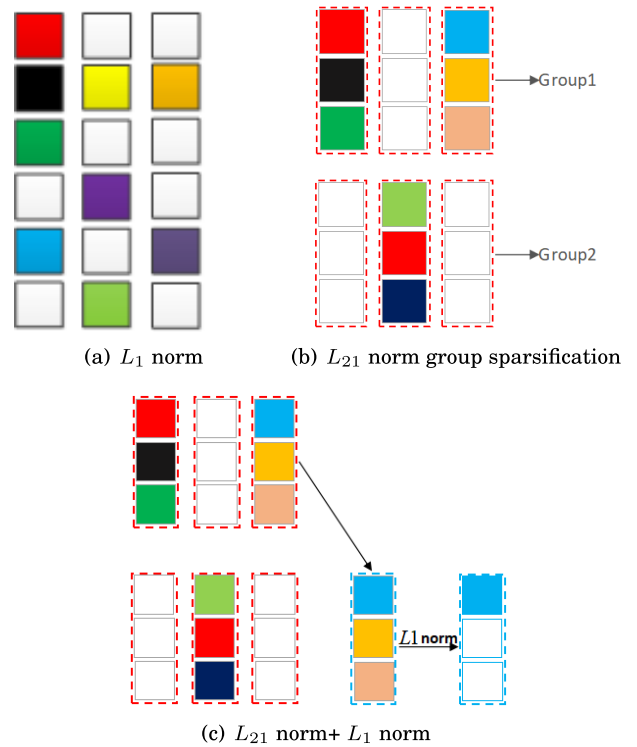 Group1
Group2
(a) L₁ norm
(b) L₂₁ norm group sparsification
L1 norm
(c) L₂₁ norm+ L₁ norm